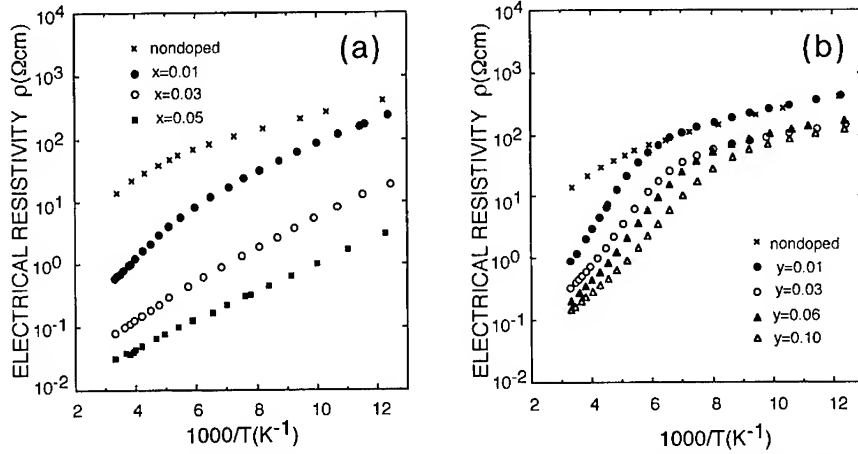 (a)
× nondoped
● x=0.01
○ x=0.03
■ x=0.05
ELECTRICAL RESISTIVITY ρ(Ωcm)
10⁴
10³
10²
10¹
10⁰
10⁻¹
10⁻²
2 4 6 8 10 12
1000/T(K⁻¹)
(b)
× nondoped
● y=0.01
○ y=0.03
▲ y=0.06
△ y=0.10
ELECTRICAL RESISTIVITY ρ(Ωcm)
10⁴
10³
10²
10¹
10⁰
10⁻¹
10⁻²
2 4 6 8 10 12
1000/T(K⁻¹)